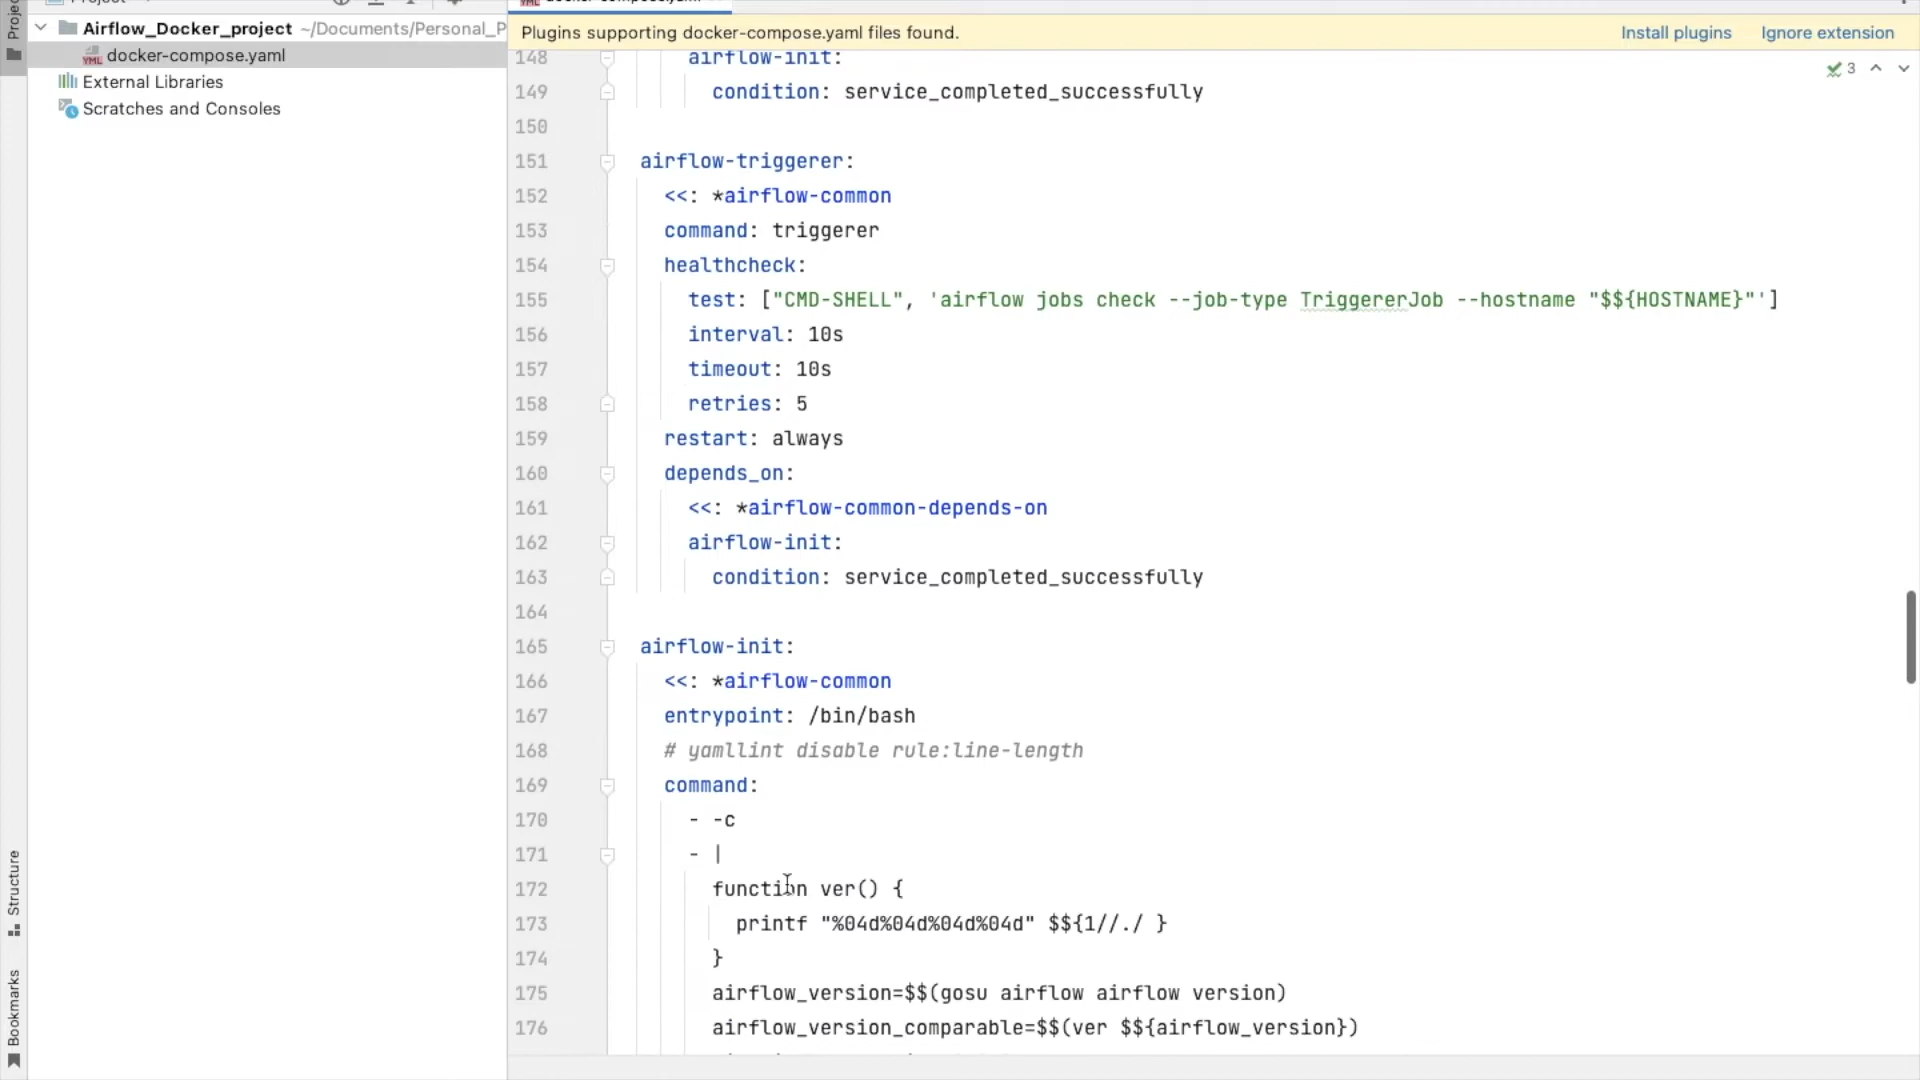 Project
Airflow_Docker_project ~/Documents/Personal_P
docker-compose.yaml
External Libraries
Scratches and Consoles
Structure
Bookmarks
Plugins supporting docker-compose.yaml files found.
Install plugins
Ignore extension
3
148 airflow-init:
149 condition: service_completed_successfully
150
151 airflow-triggerer:
152 <<: *airflow-common
153 command: triggerer
154 healthcheck:
155 test: ["CMD-SHELL", 'airflow jobs check --job-type TriggererJob --hostname "$${HOSTNAME}"']
156 interval: 10s
157 timeout: 10s
158 retries: 5
159 restart: always
160 depends_on:
161 <<: *airflow-common-depends-on
162 airflow-init:
163 condition: service_completed_successfully
164
165 airflow-init:
166 <<: *airflow-common
167 entrypoint: /bin/bash
168 # yamllint disable rule:line-length
169 command:
170 - -c
171 - |
172 function ver() {
173 printf "%04d%04d%04d%04d" $${1//./ }
174 }
175 airflow_version=$$(gosu airflow airflow version)
176 airflow_version_comparable=$$(ver $${airflow_version})